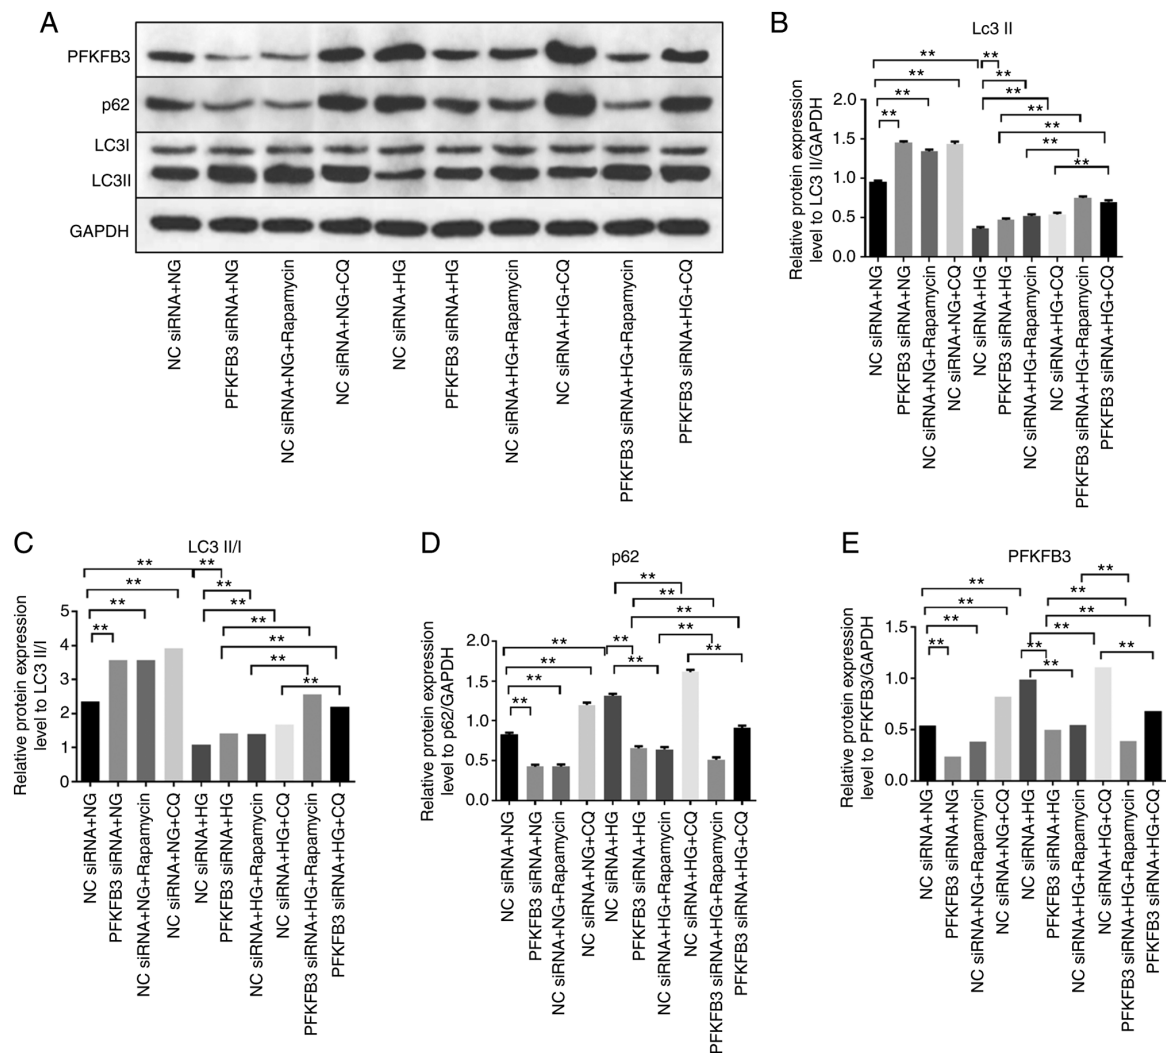 A
PFKFB3
p62
LC3I
LC3II
GAPDH
NC siRNA+NG
PFKFB3 siRNA+NG
NC siRNA+NG+Rapamycin
NC siRNA+NG+CQ
NC siRNA+HG
PFKFB3 siRNA+HG
NC siRNA+HG+Rapamycin
NC siRNA+HG+CQ
PFKFB3 siRNA+HG+Rapamycin
PFKFB3 siRNA+HG+CQ
B
Lc3 II
Relative protein expression
level to LC3 II/GAPDH
2.0
1.5
1.0
0.5
0.0
**
**
**
**
**
**
**
**
**
**
**
NC siRNA+NG
PFKFB3 siRNA+NG
NC siRNA+NG+Rapamycin
NC siRNA+NG+CQ
NC siRNA+HG
PFKFB3 siRNA+HG
NC siRNA+HG+Rapamycin
NC siRNA+HG+CQ
PFKFB3 siRNA+HG+Rapamycin
PFKFB3 siRNA+HG+CQ
C
LC3 II/I
Relative protein expression
level to LC3 II/I
5
4
3
2
1
0
**
**
**
**
**
**
**
**
**
**
**
NC siRNA+NG
PFKFB3 siRNA+NG
NC siRNA+NG+Rapamycin
NC siRNA+NG+CQ
NC siRNA+HG
PFKFB3 siRNA+HG
NC siRNA+HG+Rapamycin
NC siRNA+HG+CQ
PFKFB3 siRNA+HG+Rapamycin
PFKFB3 siRNA+HG+CQ
D
p62
Relative protein expression
level to p62/GAPDH
2.0
1.5
1.0
0.5
0.0
**
**
**
**
**
**
**
**
**
**
**
NC siRNA+NG
PFKFB3 siRNA+NG
NC siRNA+NG+Rapamycin
NC siRNA+NG+CQ
NC siRNA+HG
PFKFB3 siRNA+HG
NC siRNA+HG+Rapamycin
NC siRNA+HG+CQ
PFKFB3 siRNA+HG+Rapamycin
PFKFB3 siRNA+HG+CQ
E
PFKFB3
Relative protein expression
level to PFKFB3/GAPDH
1.5
1.0
0.5
0.0
**
**
**
**
**
**
**
**
**
**
**
NC siRNA+NG
PFKFB3 siRNA+NG
NC siRNA+NG+Rapamycin
NC siRNA+NG+CQ
NC siRNA+HG
PFKFB3 siRNA+HG
NC siRNA+HG+Rapamycin
NC siRNA+HG+CQ
PFKFB3 siRNA+HG+Rapamycin
PFKFB3 siRNA+HG+CQ